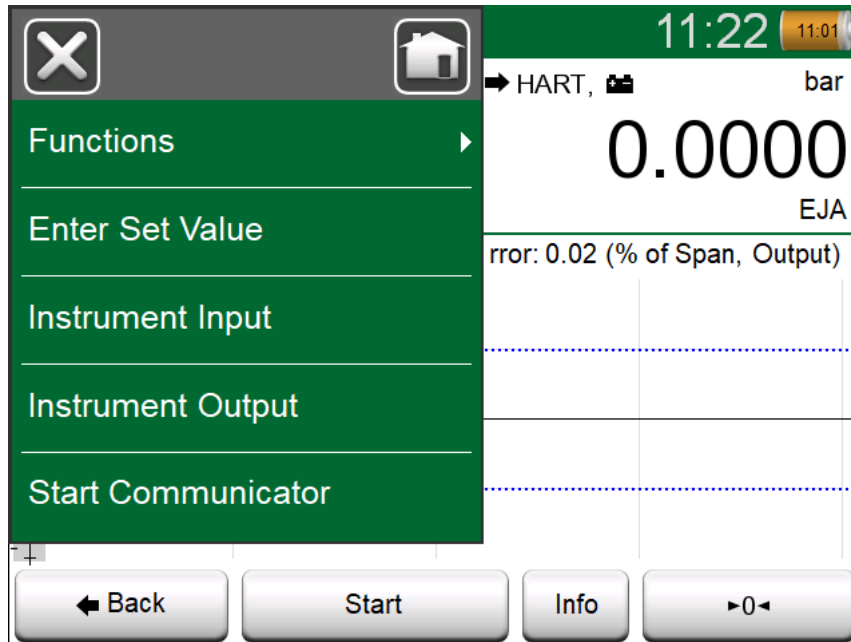 11:22 11:01
➡ HART, bar
0.0000
EJA
rror: 0.02 (% of Span, Output)
Functions
Enter Set Value
Instrument Input
Instrument Output
Start Communicator
Back
Start
Info
►0◄